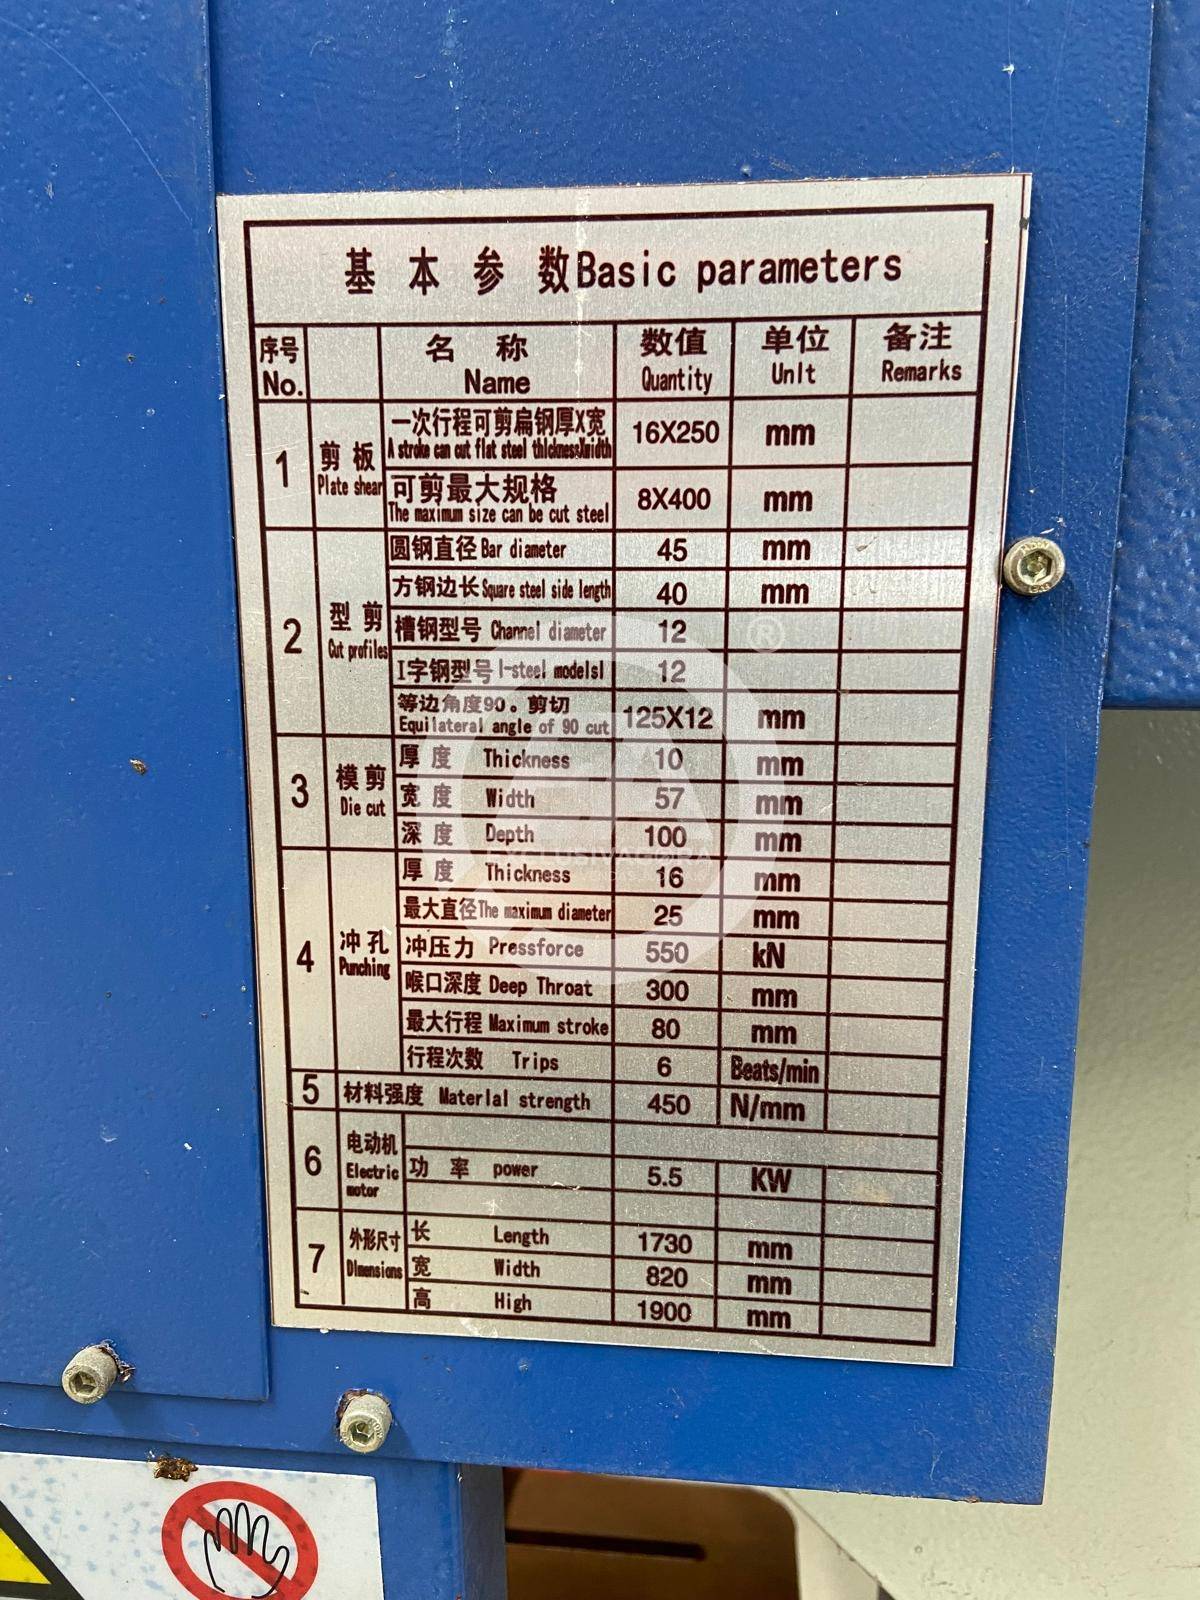 基本参数Basic parameters
序号 名称 数值 单位 备注
No. Name Quantity UnIt Remarks
1 剪板 Plate shear
一次行程可剪扁钢厚X宽 16X250 mm
A stroke can cut flat steel thIcknessXwidth
可剪最大规格 8X400 mm
The maximum size can be cut steel
2 型剪 Cut profiles
圆钢直径 Bar diameter 45 mm
方钢边长 Square steel side length 40 mm
槽钢型号 Channel diameter 12
I字钢型号 I-steel modelsl 12
等边角度90。剪切 125X12 mm
Equilateral angle of 90 cut
3 模剪 Die cut
厚度 Thickness 10 mm
宽度 Width 57 mm
深度 Depth 100 mm
4 冲孔 Punching
厚度 Thickness 16 mm
最大直径 The maximum diameter 25 mm
冲压力 Pressforce 550 kN
喉口深度 Deep Throat 300 mm
最大行程 Maximum stroke 80 mm
行程次数 Trips 6 Beats/min
5 材料强度 MaterIal strength 450 N/mm
6 电动机 Electric motor
功率 power 5.5 KW
7 外形尺寸 DImensions
长 Length 1730 mm
宽 Width 820 mm
高 High 1900 mm
®